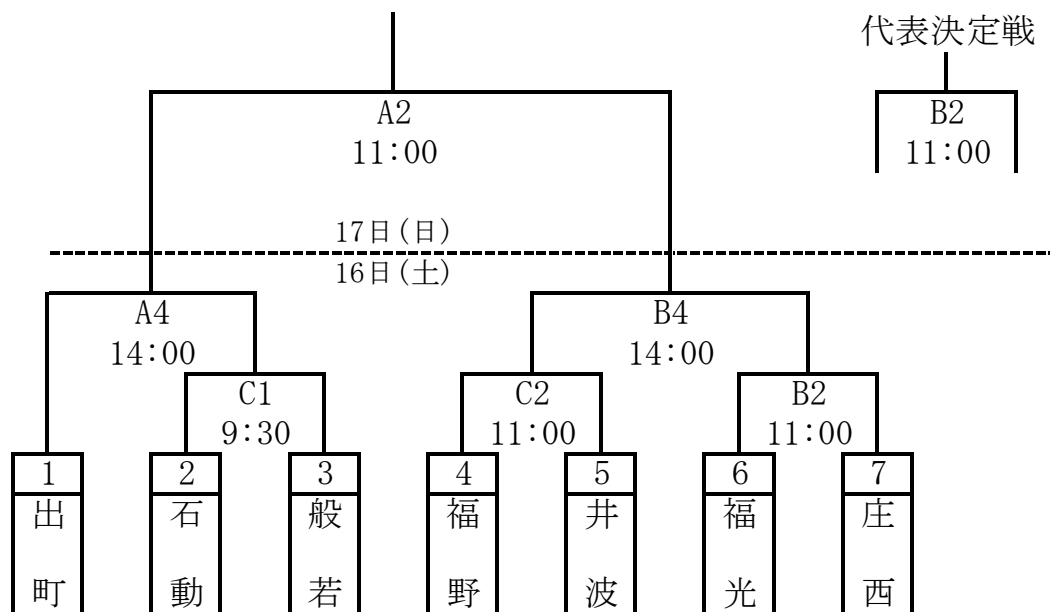 代表決定戦
A2
11:00
B2
11:00
17日(日)
16日(土)
A4
14:00
B4
14:00
C1
9:30
C2
11:00
B2
11:00
1
2
3
4
5
6
7
出町
石動
般若
福野
井波
福光
庄西